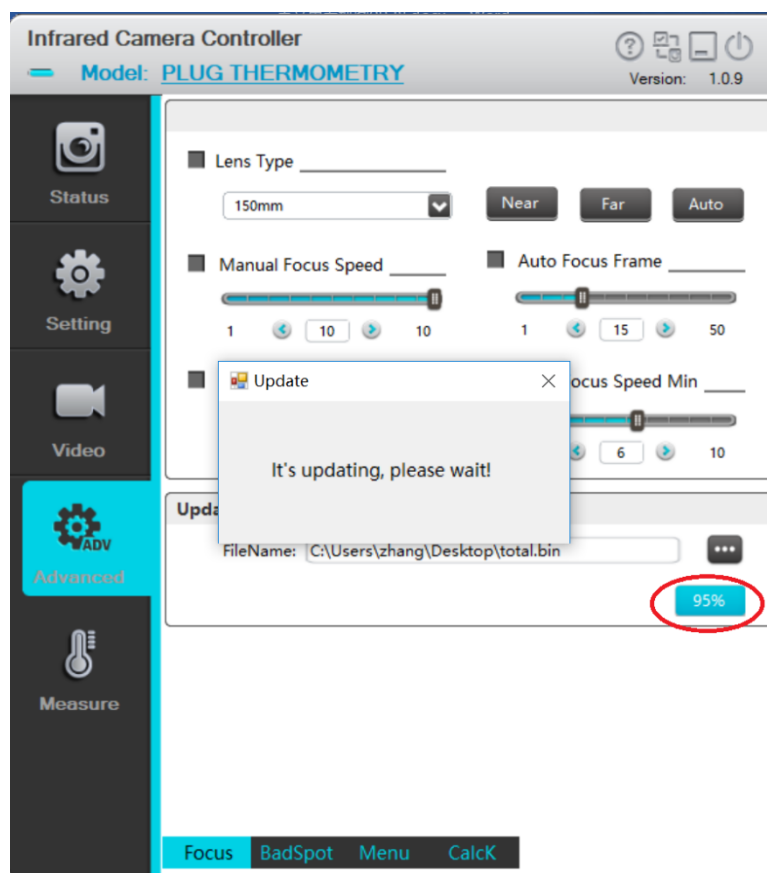 Infrared Camera Controller
Model: PLUG THERMOMETRY
Version: 1.0.9
Status
Setting
Video
ADV
Advanced
Measure
Lens Type
150mm
Near Far Auto
Manual Focus Speed
Auto Focus Frame
1 10 10
1 15 50
ocus Speed Min
6 10
Update
It's updating, please wait!
Upda
FileName: C:\Users\zhang\Desktop\total.bin
95%
Focus BadSpot Menu CalcK